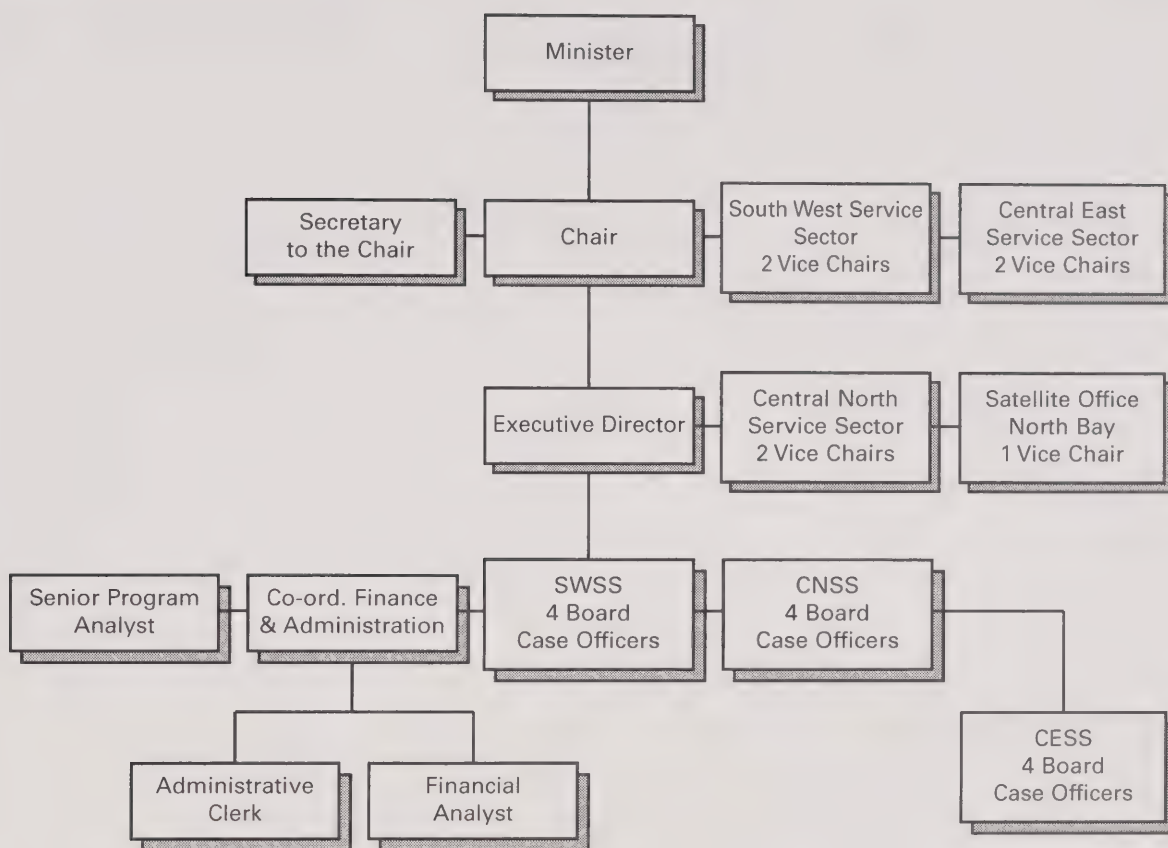 Minister
Secretary
to the Chair
Chair
South West Service
Sector
2 Vice Chairs
Central East
Service Sector
2 Vice Chairs
Executive Director
Central North
Service Sector
2 Vice Chairs
Satellite Office
North Bay
1 Vice Chair
Senior Program
Analyst
Co-ord. Finance
& Administration
SWSS
4 Board
Case Officers
CNSS
4 Board
Case Officers
CESS
4 Board
Case Officers
Administrative
Clerk
Financial
Analyst